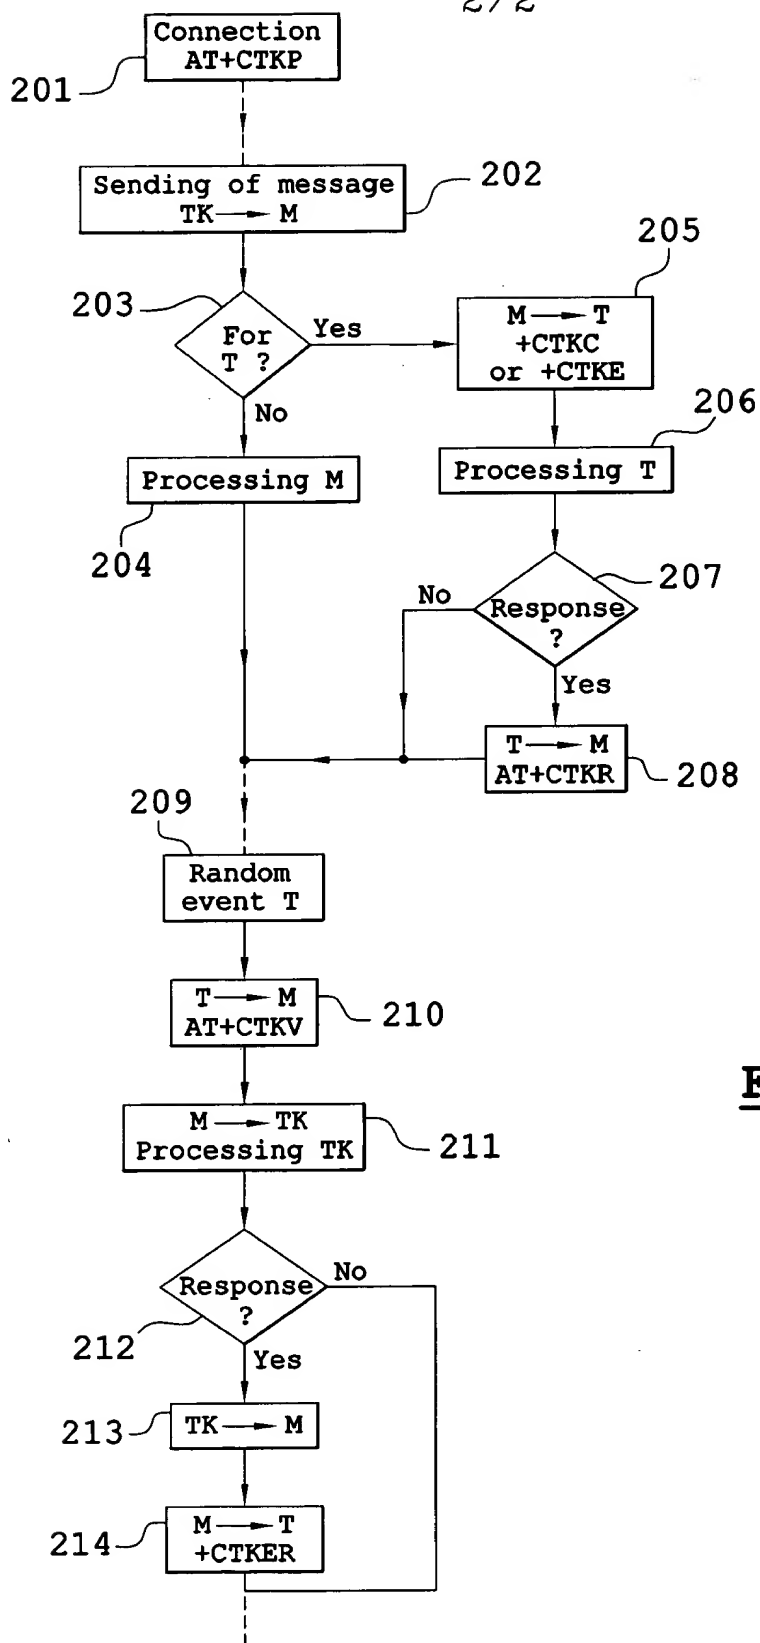 2/2
Connection
AT+CTKP
201
Sending of message
TK → M
202
203
For
T ?
Yes
No
205
M → T
+CTKC
or +CTKE
206
Processing M
204
Processing T
207
Response
?
No
Yes
T → M
AT+CTKR
208
209
Random
event T
T → M
AT+CTKV
210
M → TK
Processing TK
211
Response
?
No
212
Yes
TK → M
213
M → T
+CTKER
214